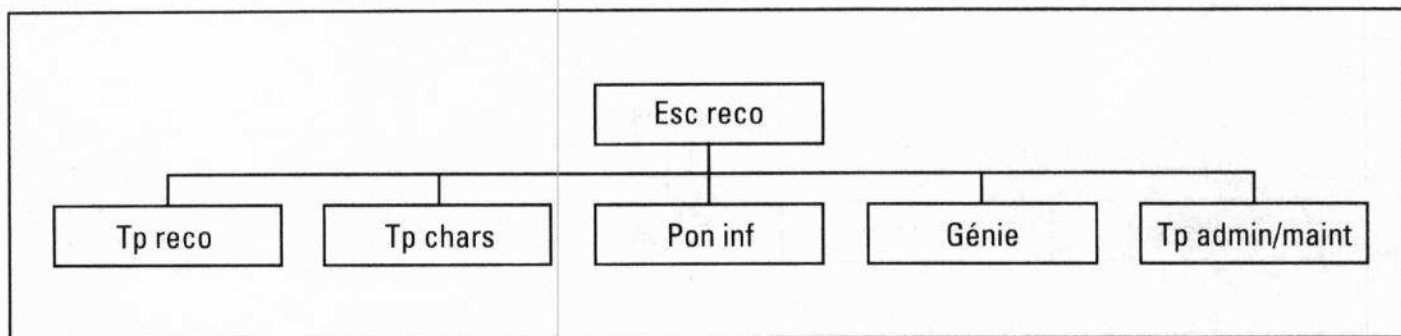 Esc reco
Tp reco
Tp chars
Pon inf
Génie
Tp admin/maint